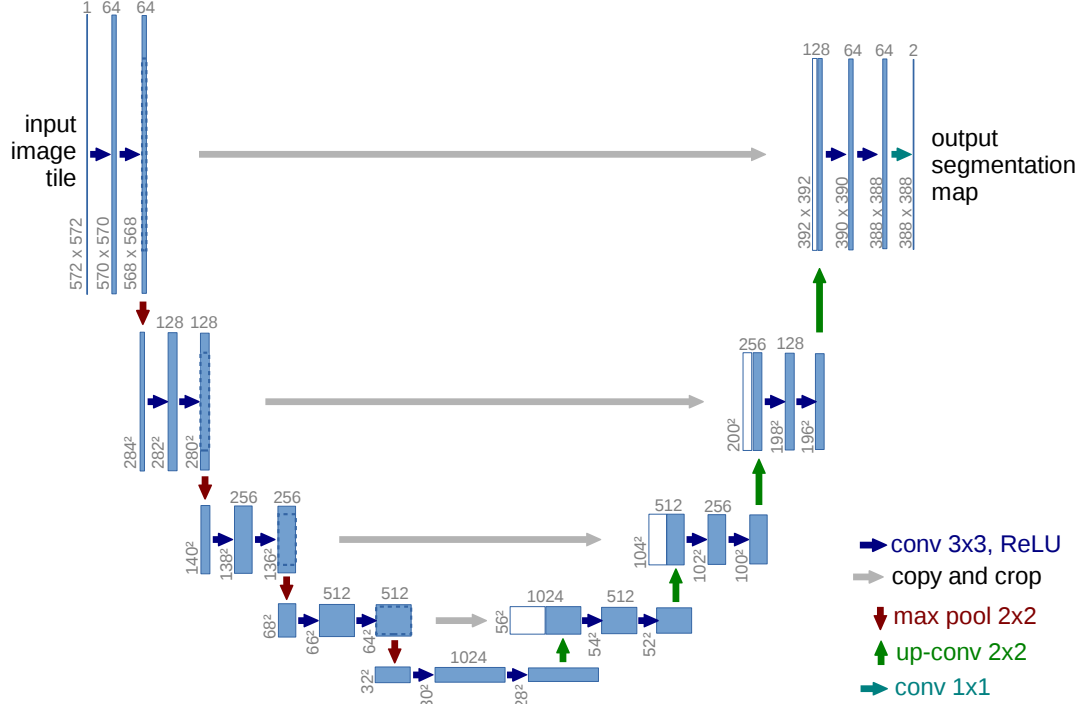 1 64 64
128 64 64 2
input
image
tile
output
segmentation
map
572 x 572
570 x 570
568 x 568
392 x 392
390 x 390
388 x 388
388 x 388
128 128
256 128
284²
282²
280²
200²
198²
196²
256 256
512 256
140²
138²
136²
104²
102²
100²
512 512
1024 512
68²
66²
64²
56²
54²
52²
1024
32²
30²
28²
conv 3x3, ReLU
copy and crop
max pool 2x2
up-conv 2x2
conv 1x1